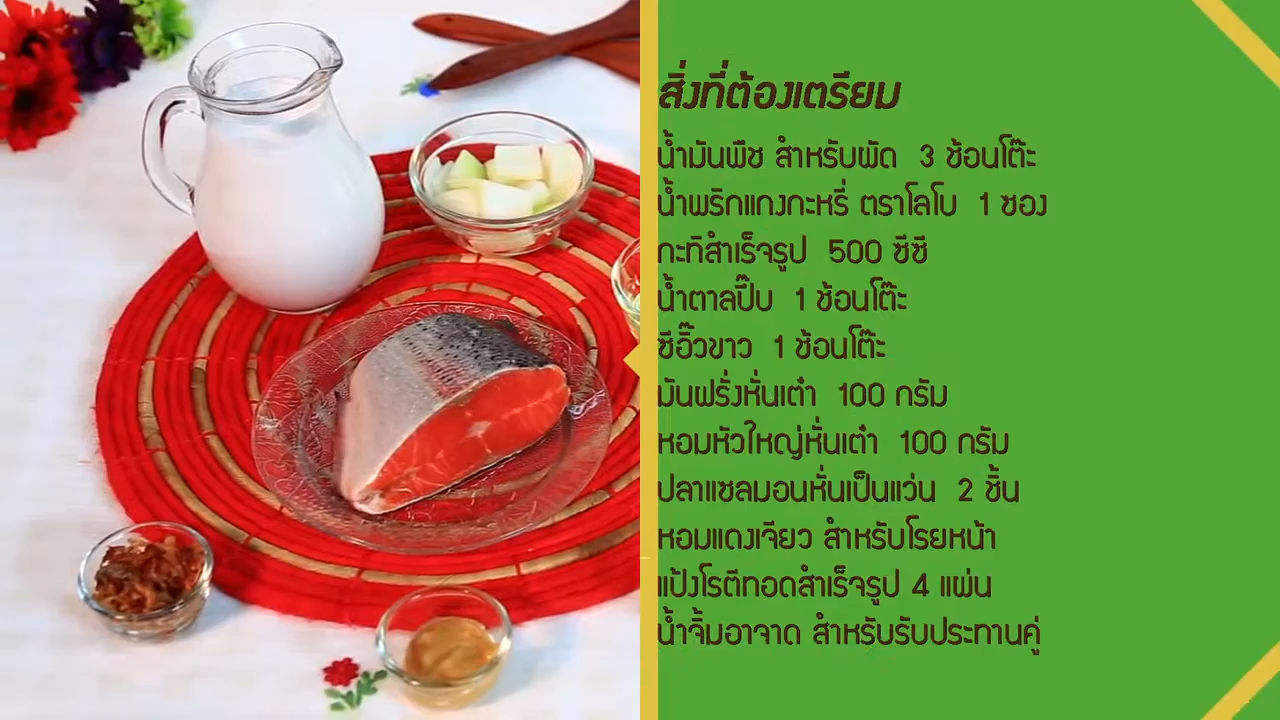 สิ่งที่ต้องเตรียม
น้ำมันพืช สำหรับผัด 3 ช้อนโต๊ะ
น้ำพริกแกงกะหรี่ ตราโลโบ 1 ซอง
กะทิสำเร็จรูป 500 ซีซี
น้ำตาลปี๊บ 1 ช้อนโต๊ะ
ซีอิ๊วขาว 1 ช้อนโต๊ะ
มันฝรั่งหั่นเต๋า 100 กรัม
หอมหัวใหญ่หั่นเต๋า 100 กรัม
ปลาแซลมอนหั่นเป็นแว่น 2 ชิ้น
หอมแดงเจียว สำหรับโรยหน้า
แป้งโรตีทอดสำเร็จรูป 4 แผ่น
น้ำจิ้มอาจาด สำหรับรับประทานคู่